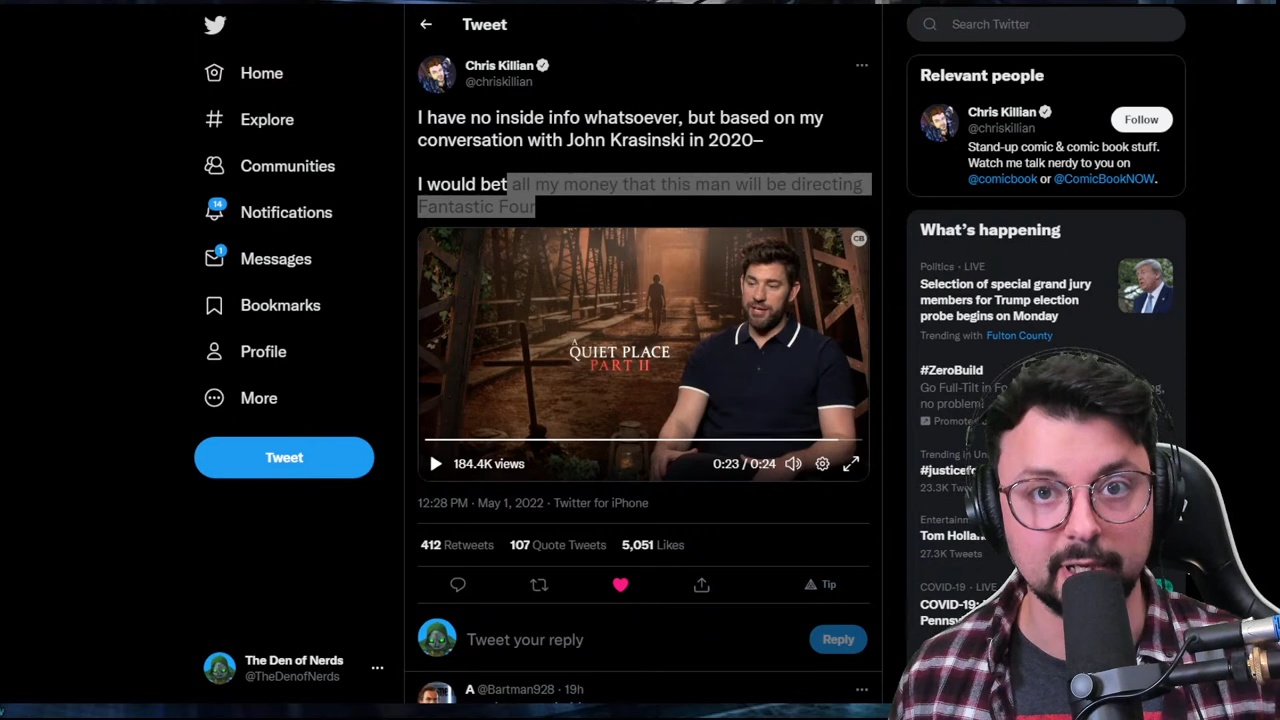 Home
Explore
Communities
14
Notifications
1
Messages
Bookmarks
Profile
More
Tweet
The Den of Nerds
@TheDenofNerds
Tweet
Chris Killian
@chriskillian
I have no inside info whatsoever, but based on my
conversation with John Krasinski in 2020–
I would bet all my money that this man will be directing
Fantastic Four
CB
A
QUIET PLACE
PART II
184.4K views
0:23 / 0:24
12:28 PM · May 1, 2022 · Twitter for iPhone
412 Retweets 107 Quote Tweets 5,051 Likes
Tip
Tweet your reply
Reply
A @Bartman928 · 19h
Search Twitter
Relevant people
Chris Killian
@chriskillian
Follow
Stand-up comic & comic book stuff.
Watch me talk nerdy to you on
@comicbook or @ComicBookNOW.
What's happening
Politics · LIVE
Selection of special grand jury
members for Trump election
probe begins on Monday
Trending with Fulton County
#ZeroBuild
Go Full-Tilt in
no
Trending in
23.3K
Tom
27.3K Tweets
COVID-19 · LIVE